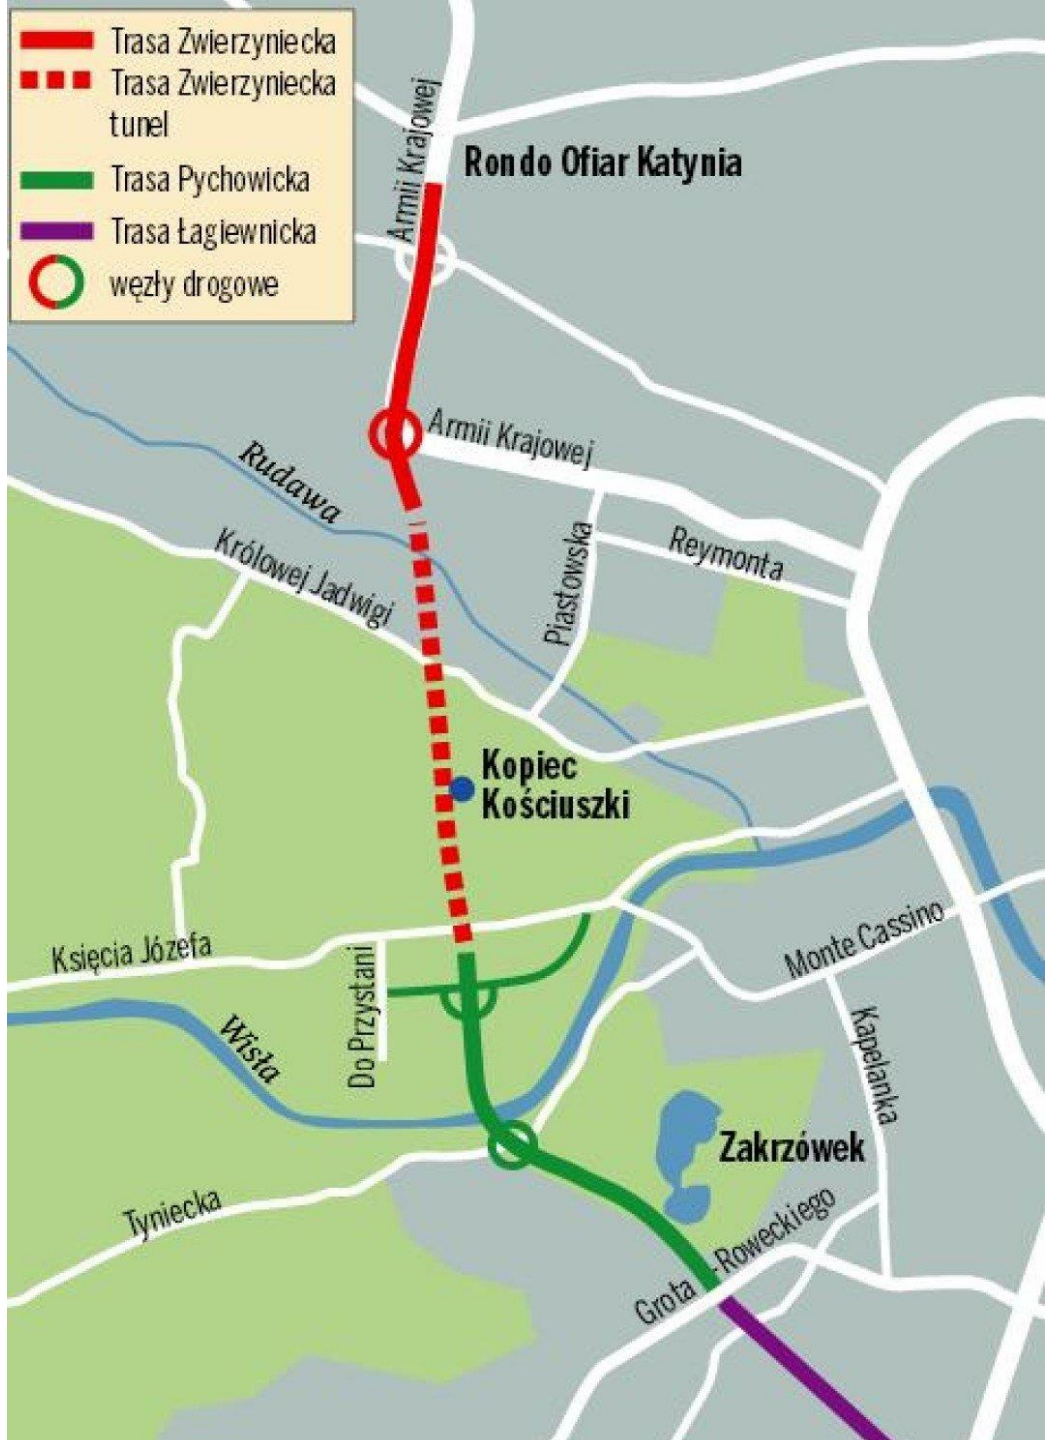 Trasa Zwierzyniecka
Trasa Zwierzyniecka
tunel
Trasa Pychowicka
Trasa Łagiewnicka
węzły drogowe
Armii Krajowej
Rondo Ofiar Katynia
Armii Krajowej
Rudawa
Królowej Jadwigi
Piastowska
Reymonta
Kopiec
Kościuszki
Księcia Józefa
Do Przystani
Monte Cassino
Wisła
Kapelanka
Zakrzówek
Tyniecka
Grota-Roweckiego